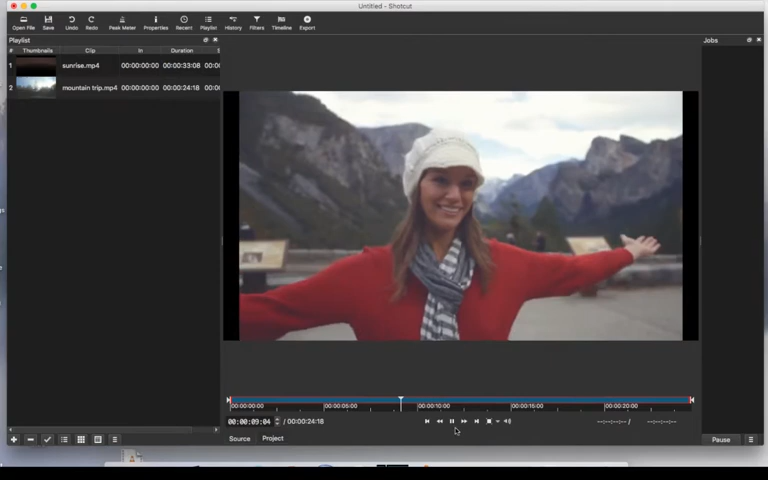 Untitled - Shotcut
Open File Save Undo Redo Peak Meter Properties Recent Playlist History Filters Timeline Export
Playlist
Jobs
# Thumbnails Clip In Duration
1 sunrise.mp4 00:00:00:00 00:00:33:08
2 mountain trip.mp4 00:00:00:00 00:00:24:18
00:00:00:00 00:00:05:00 00:00:10:00 00:00:15:00 00:00:20:00
00:00:09:04 / 00:00:24:18 --:--:--:-- / --:--:--:--
Source Project
Pause